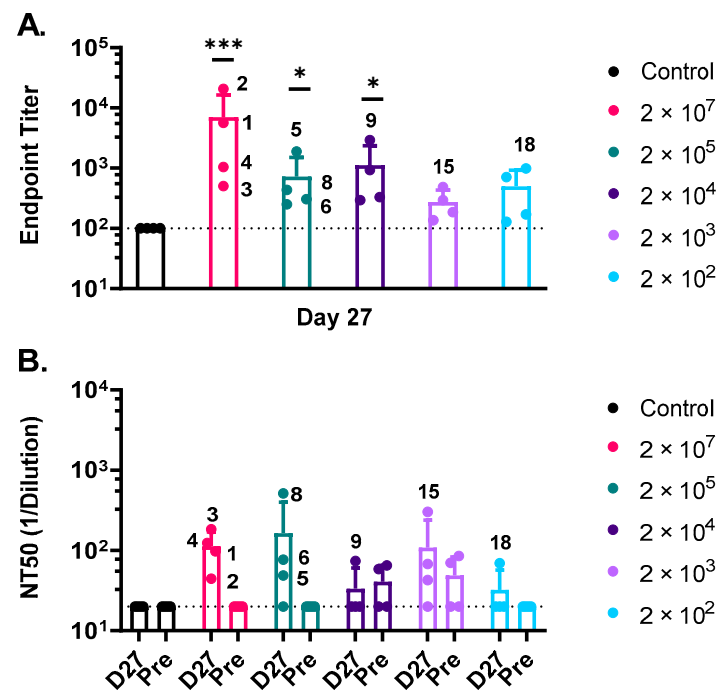 A.
Endpoint Titer
10⁵
10⁴
10³
10²
10¹
***
*
*
2
1
4
3
5
8
6
9
15
18
Day 27
Control
2 × 10⁷
2 × 10⁵
2 × 10⁴
2 × 10³
2 × 10²
B.
NT50 (1/Dilution)
10⁴
10³
10²
10¹
3
4
1
2
8
6
5
9
15
18
D27 Pre D27 Pre D27 Pre D27 Pre D27 Pre D27 Pre
Control
2 × 10⁷
2 × 10⁵
2 × 10⁴
2 × 10³
2 × 10²